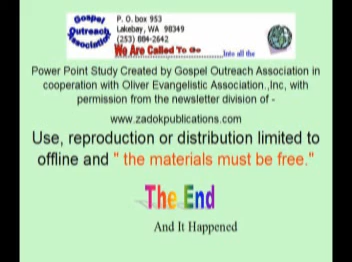 Gospel
Outreach
Association
P. O. box 953
Lakebay, WA 98349
(253) 884-2642
We Are Called To Go
Into all the
Power Point Study Created by Gospel Outreach Association in
cooperation with Oliver Evangelistic Association.,Inc, with
permission from the newsletter division of -
www.zadokpublications.com
Use, reproduction or distribution limited to
offline and " the materials must be free."
The End
And It Happened